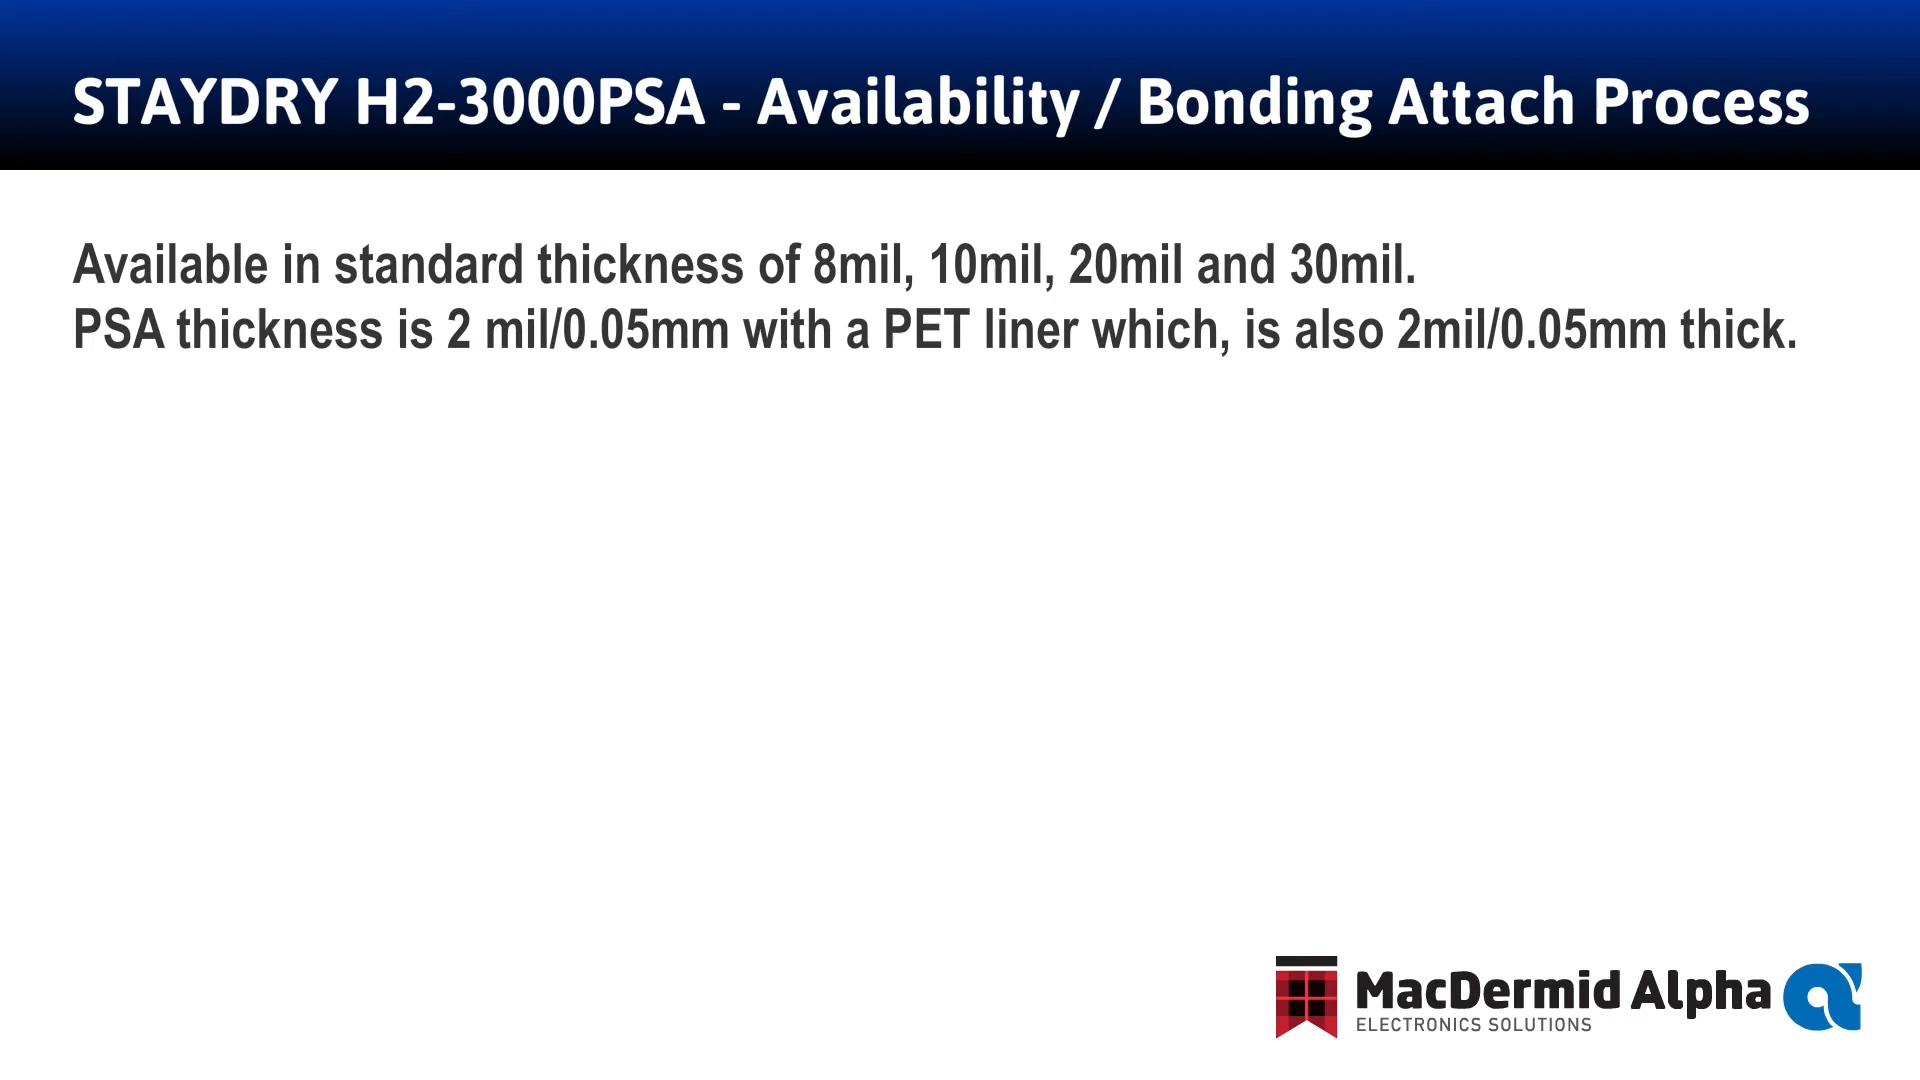 STAYDRY H2-3000PSA - Availability / Bonding Attach Process
Available in standard thickness of 8mil, 10mil, 20mil and 30mil.
PSA thickness is 2 mil/0.05mm with a PET liner which, is also 2mil/0.05mm thick.
MacDermid Alpha
ELECTRONICS SOLUTIONS